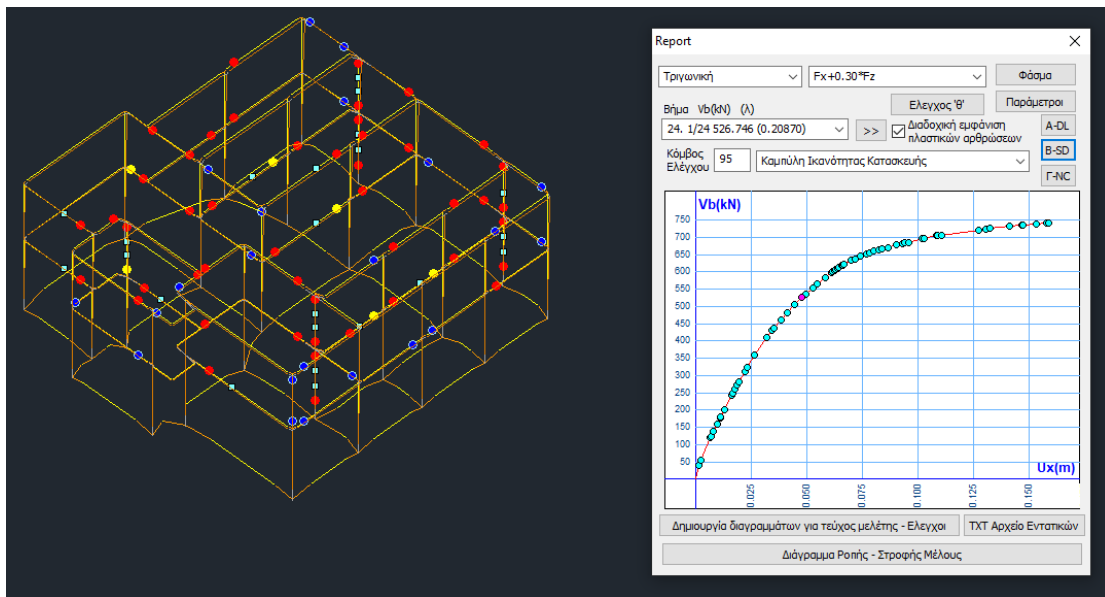 Report
Τριγωνική
Fx+0.30*Fz
Φάσμα
Βήμα Vb(kN) (λ)
Ελεγχος 'θ'
Παράμετροι
24. 1/24 526.746 (0.20870)
>>
Διαδοχική εμφάνιση
πλαστικών αρθρώσεων
A-DL
Κόμβος
Ελέγχου
95
Καμπύλη Ικανότητας Κατασκευής
B-SD
Γ-NC
Vb(kN)
750
700
650
600
550
500
450
400
350
300
250
200
150
100
50
Ux(m)
0.025
0.050
0.075
0.100
0.125
0.150
Δημιουργία διαγραμμάτων για τεύχος μελέτης - Ελεγχοι
TXT Αρχείο Εντατικών
Διάγραμμα Ροπής - Στροφής Μέλους